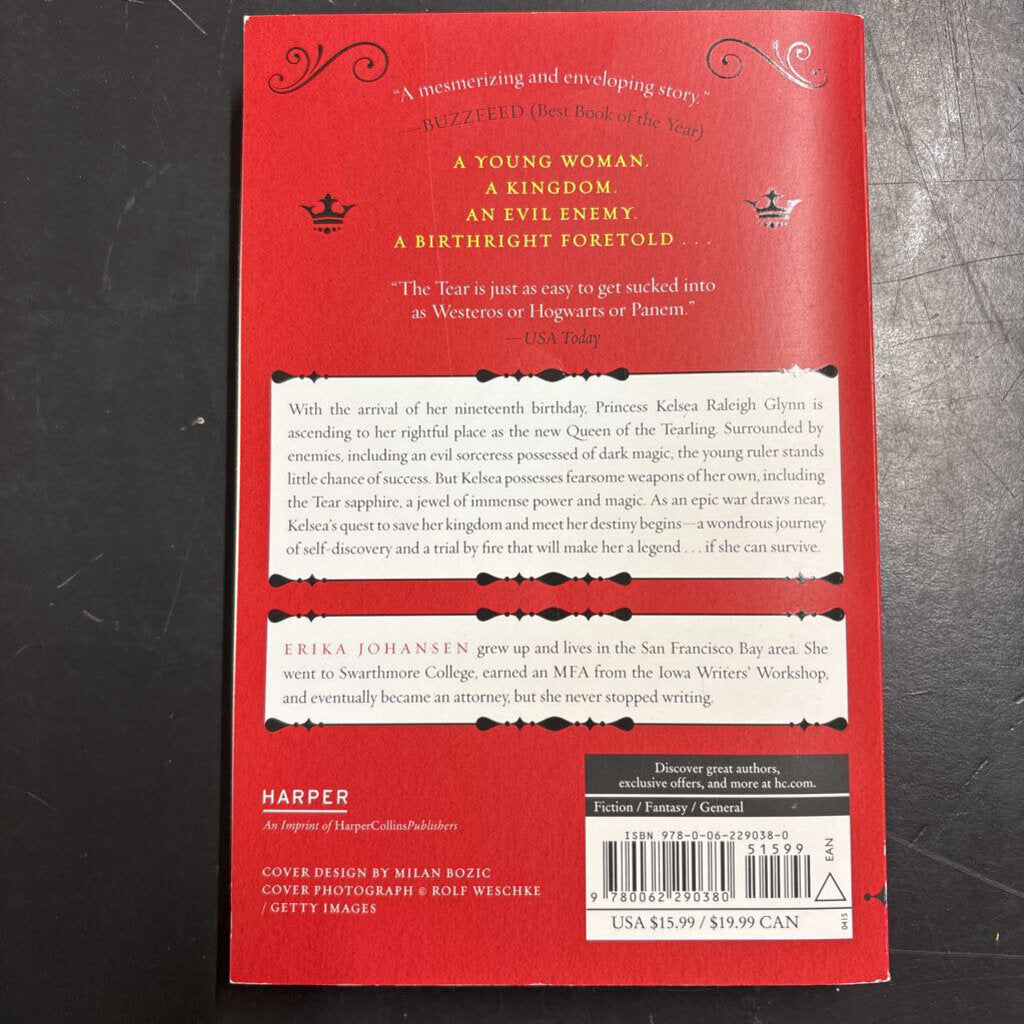 “A mesmerizing and enveloping story.”
—BUZZFEED (Best Book of the Year)
A YOUNG WOMAN.
A KINGDOM.
AN EVIL ENEMY.
A BIRTHRIGHT FORETOLD . . .
“The Tear is just as easy to get sucked into
as Westeros or Hogwarts or Panem.”
—USA Today
With the arrival of her nineteenth birthday, Princess Kelsea Raleigh Glynn is
ascending to her rightful place as the new Queen of the Tearling. Surrounded by
enemies, including an evil sorceress possessed of dark magic, the young ruler stands
little chance of success. But Kelsea possesses fearsome weapons of her own, including
the Tear sapphire, a jewel of immense power and magic. As an epic war draws near,
Kelsea’s quest to save her kingdom and meet her destiny begins—a wondrous journey
of self-discovery and a trial by fire that will make her a legend . . . if she can survive.
ERIKA JOHANSEN grew up and lives in the San Francisco Bay area. She
went to Swarthmore College, earned an MFA from the Iowa Writers’ Workshop,
and eventually became an attorney, but she never stopped writing.
HARPER
An Imprint of HarperCollinsPublishers
COVER DESIGN BY MILAN BOZIC
COVER PHOTOGRAPH © ROLF WESCHKE
/ GETTY IMAGES
Discover great authors,
exclusive offers, and more at hc.com.
Fiction / Fantasy / General
ISBN 978-0-06-229038-0
51599
EAN
9 780062 290380
0415
USA $15.99 / $19.99 CAN